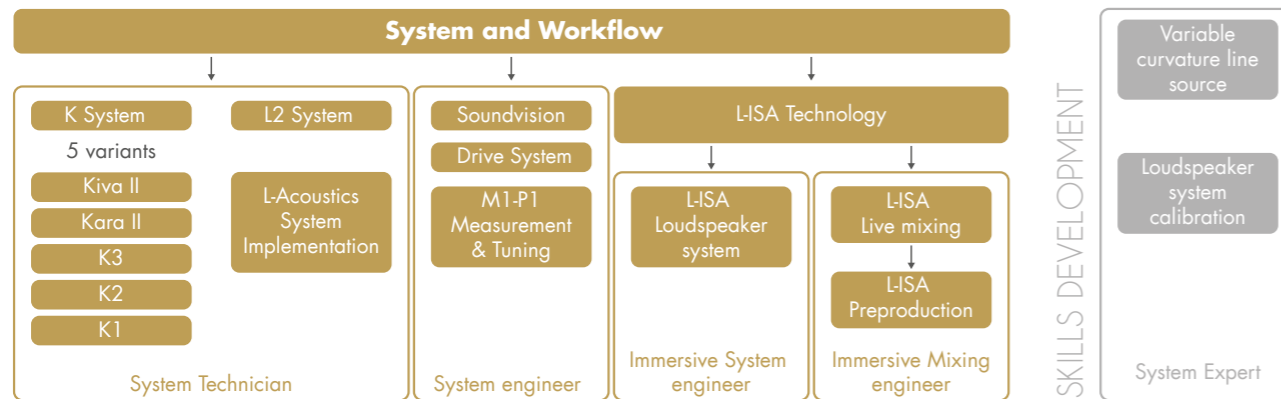 System and Workflow
K System
5 variants
Kiva II
Kara II
K3
K2
K1
L2 System
L-Acoustics
System
Implementation
System Technician
Soundvision
Drive System
M1-P1
Measurement
& Tuning
System engineer
L-ISA Technology
L-ISA
Loudspeaker
system
Immersive System
engineer
L-ISA
Live mixing
L-ISA
Preproduction
Immersive Mixing
engineer
SKILLS DEVELOPMENT
Variable
curvature line
source
Loudspeaker
system
calibration
System Expert